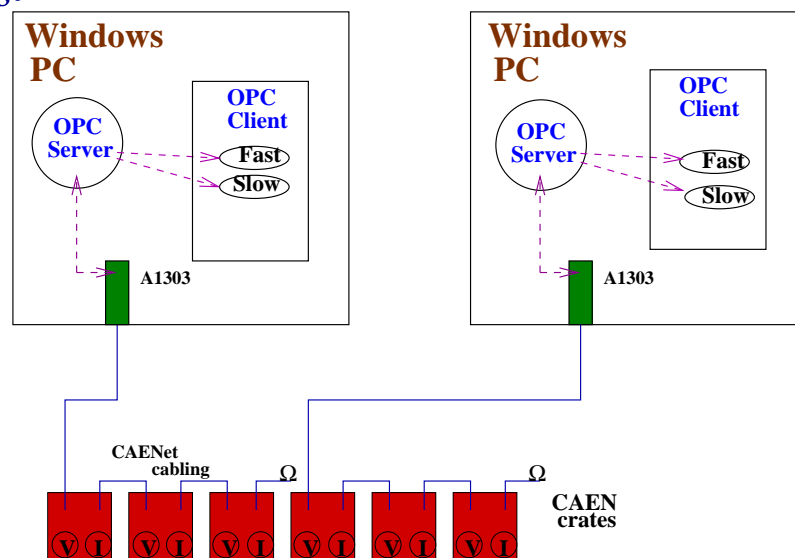 Windows
PC
OPC
Server
OPC
Client
Fast
Slow
A1303
Windows
PC
OPC
Server
OPC
Client
Fast
Slow
A1303
CAENet
cabling
Ω
Ω
CAEN
crates
V I V I V I V I V I V I